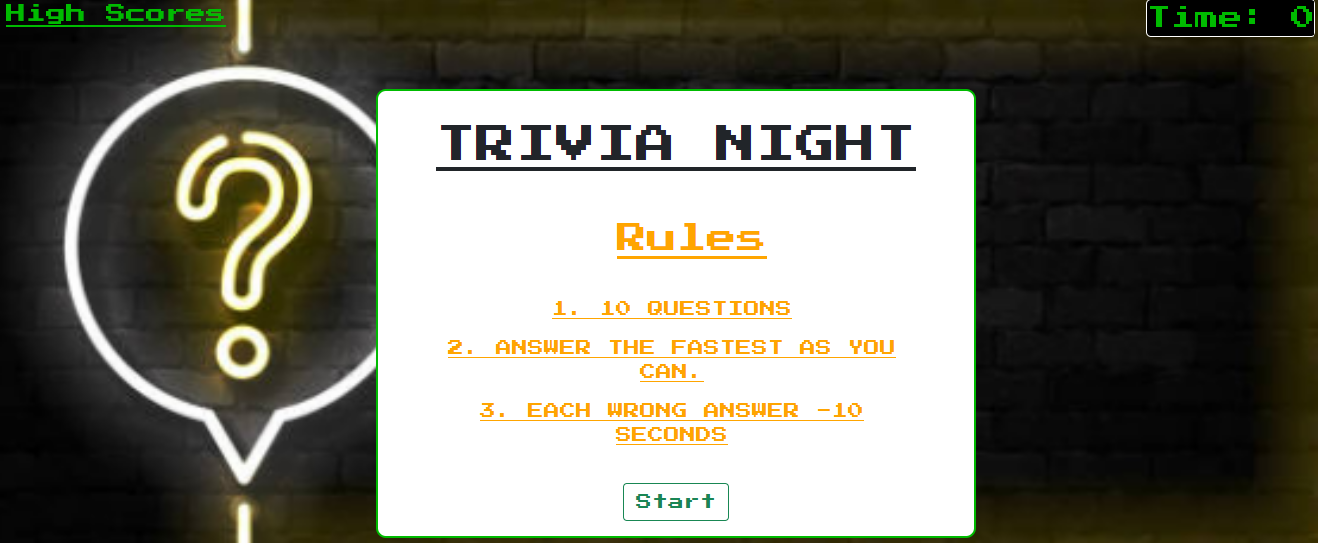 High Scores
Time: 0
TRIVIA NIGHT
Rules
1. 10 QUESTIONS
2. ANSWER THE FASTEST AS YOU
CAN.
3. EACH WRONG ANSWER -10
SECONDS
Start